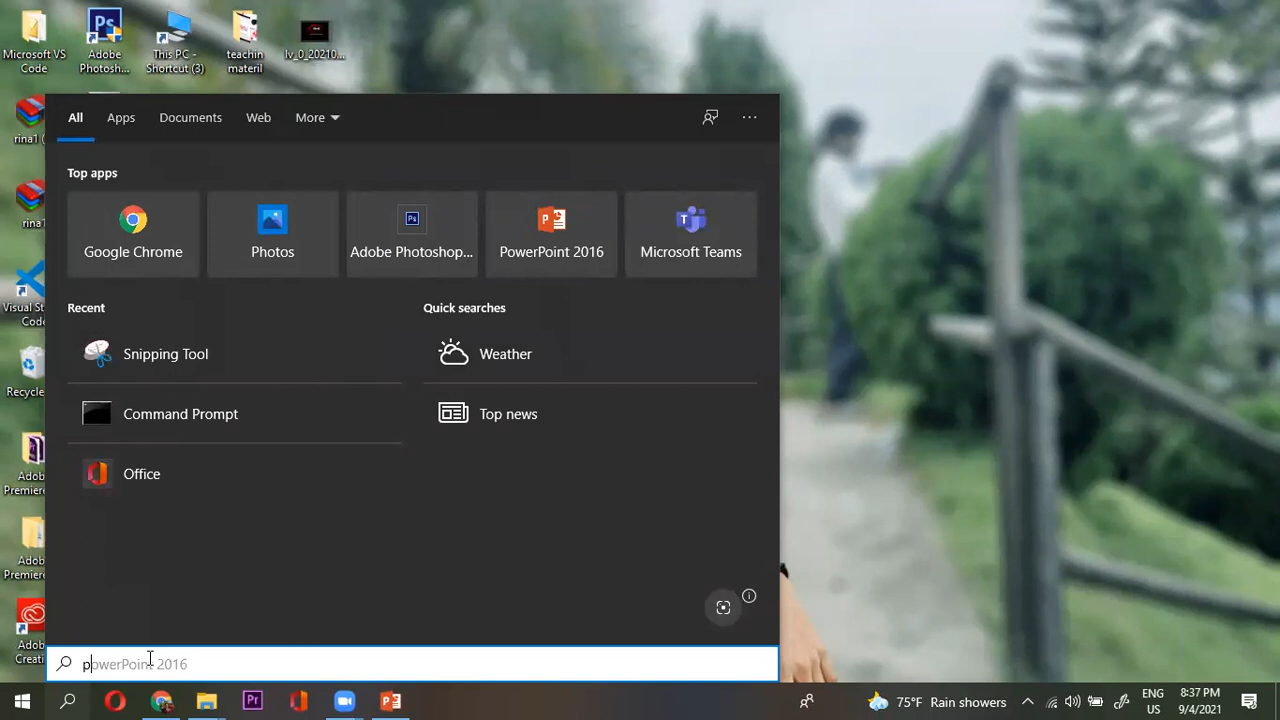 Microsoft VS
Code
Adobe
Photosh...
This PC -
Shortcut (3)
teachin
materil
lv_0_20210...
rina1 (
rina1
Visual St
Code
Recycle
Adob
Premiere
Adob
Premiere
Adob
Creati
All
Apps
Documents
Web
More
Top apps
Google Chrome
Photos
Adobe Photoshop...
PowerPoint 2016
Microsoft Teams
Recent
Quick searches
Snipping Tool
Weather
Command Prompt
Top news
Office
powerPoint 2016
75°F Rain showers
ENG
US
8:37 PM
9/4/2021